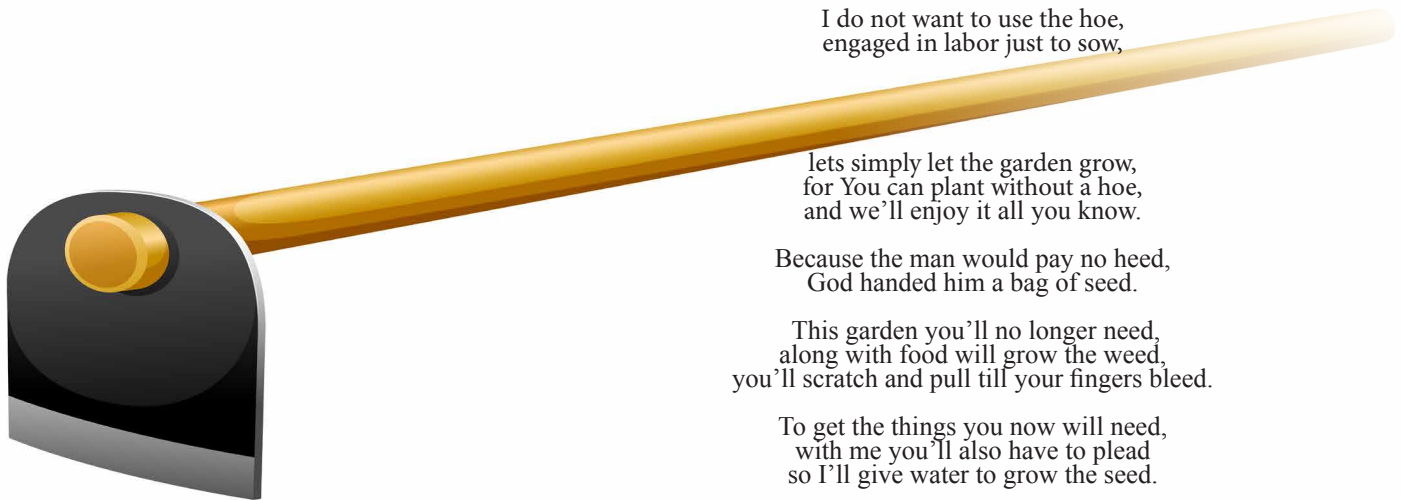 I do not want to use the hoe,
engaged in labor just to sow,
lets simply let the garden grow,
for You can plant without a hoe,
and we’ll enjoy it all you know.
Because the man would pay no heed,
God handed him a bag of seed.
This garden you’ll no longer need,
along with food will grow the weed,
you’ll scratch and pull till your fingers bleed.
To get the things you now will need,
with me you’ll also have to plead
so I’ll give water to grow the seed.